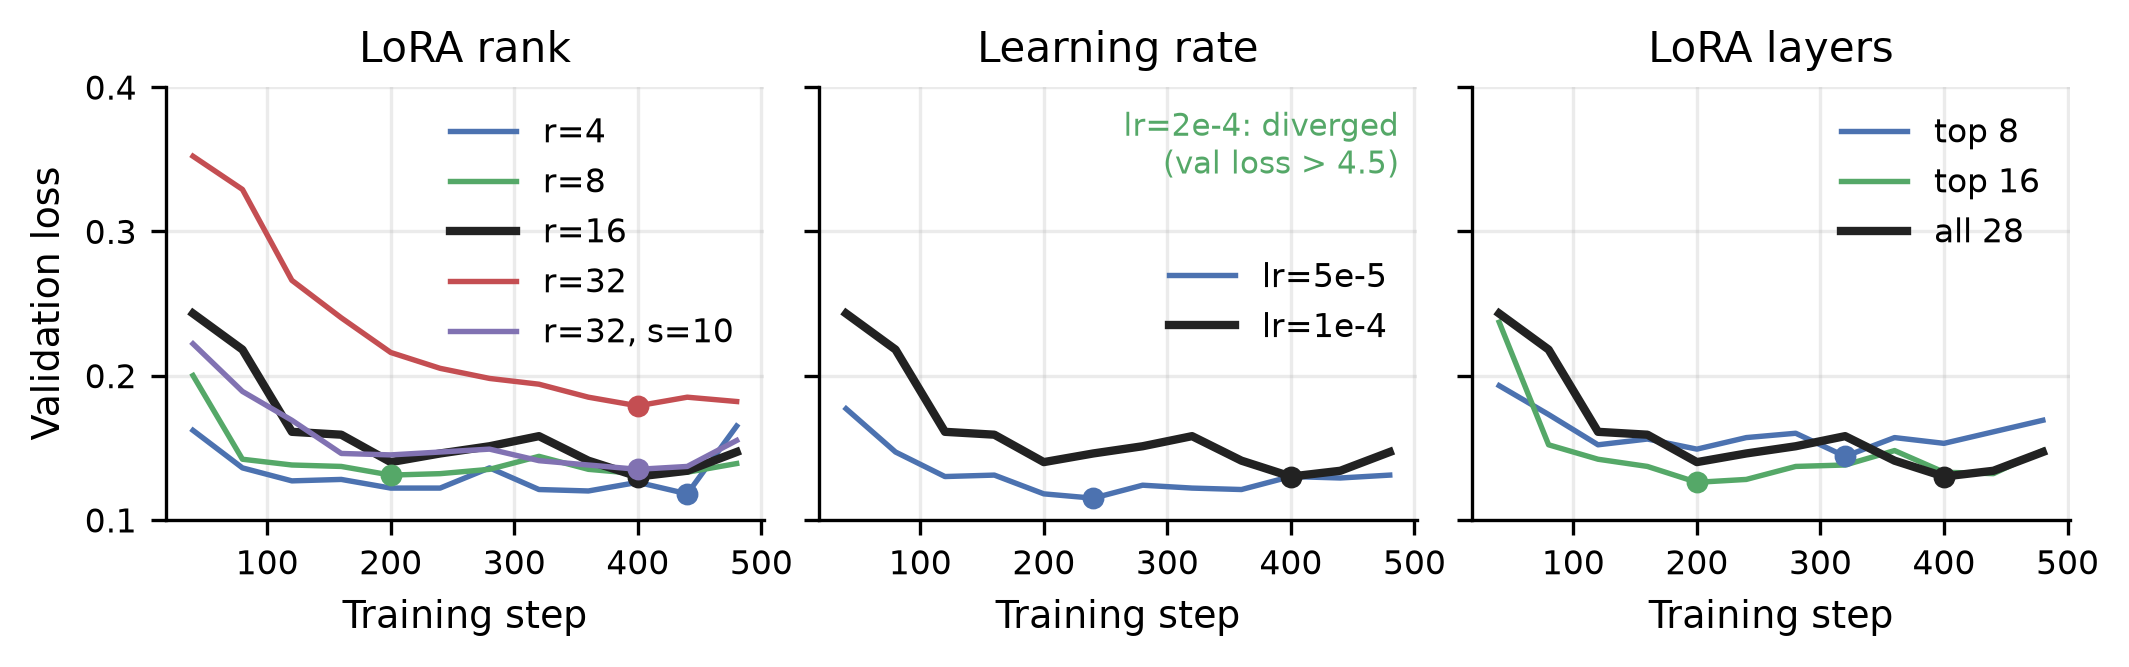 LoRA rank
Learning rate
LoRA layers
Validation loss
0.4
0.3
0.2
0.1
r=4
r=8
r=16
r=32
r=32, s=10
100 200 300 400 500
Training step
lr=2e-4: diverged
(val loss > 4.5)
lr=5e-5
lr=1e-4
100 200 300 400 500
Training step
top 8
top 16
all 28
100 200 300 400 500
Training step